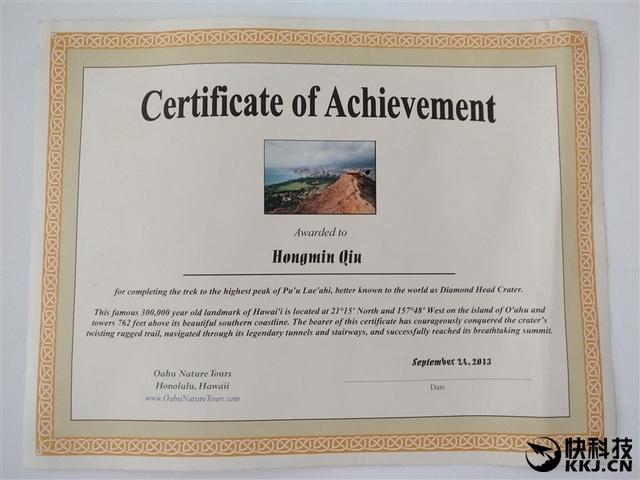 Certificate of Achievement
Awarded to
Hongmin Qiu
for completing the trek to the highest peak of Pu'u Lae'ahi, better known to the world as Diamond Head Crater.
This famous 300,000 year old landmark of Hawai'i is located at 21°15' North and 157°48' West on the island of O'ahu and
towers 762 feet above its beautiful southern coastline. The bearer of this certificate has courageously conquered the crater's
twisting rugged trail, navigated through its legendary tunnels and stairways, and successfully reached its breathtaking summit.
Oahu Nature Tours
Honolulu, Hawaii
www.OahuNatureTours.com
September 24, 2013
Date
快科技
KKJ.CN